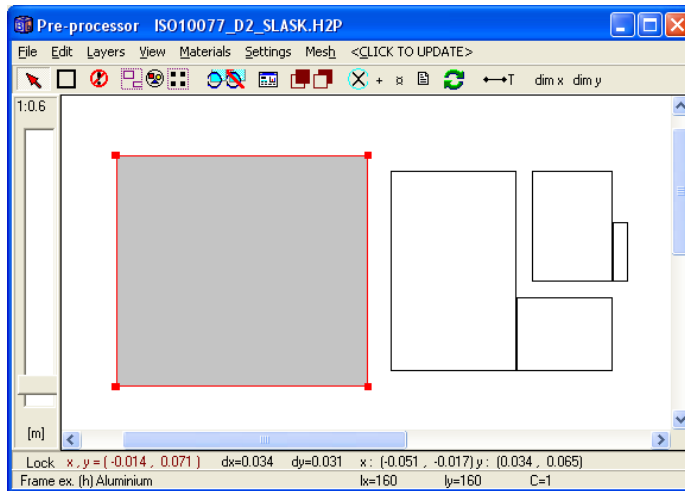 Pre-processor ISO10077_D2_SLASK.H2P
File Edit Layers View Materials Settings Mesh <CLICK TO UPDATE>
T dim x dim y
1:0.6
[m]
Lock x , y = ( -0.014 , 0.071 ) dx=0.034 dy=0.031 x : (-0.051 , -0.017) y : (0.034 , 0.065)
Frame ex. (h) Aluminium lx=160 ly=160 C=1